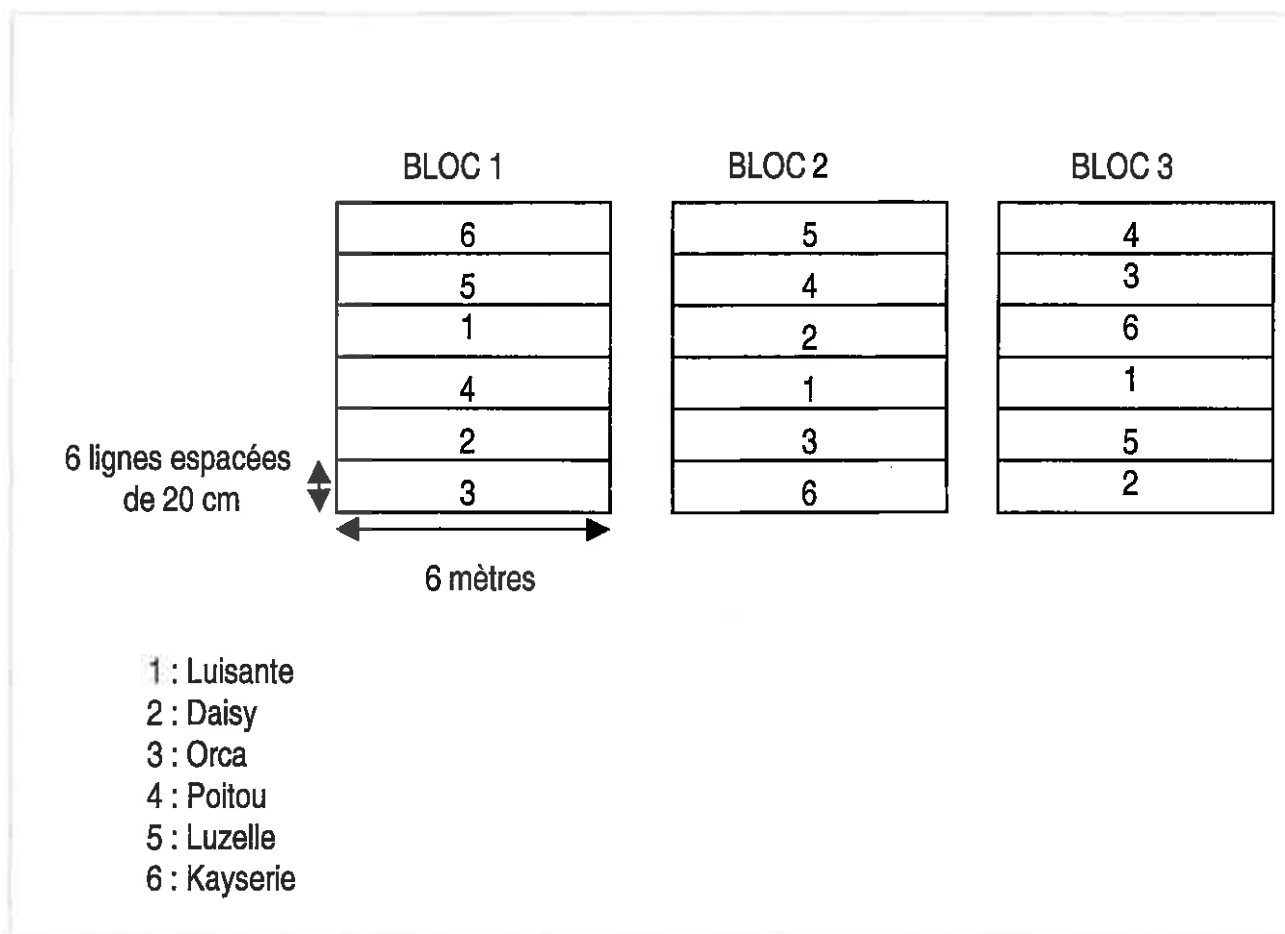 BLOC 1 BLOC 2 BLOC 3
6 5 4
5 4 3
1 2 6
4 1 1
2 3 5
3 6 2
6 lignes espacées
de 20 cm
6 mètres
1 : Luisante
2 : Daisy
3 : Orca
4 : Poitou
5 : Luzelle
6 : Kayserie